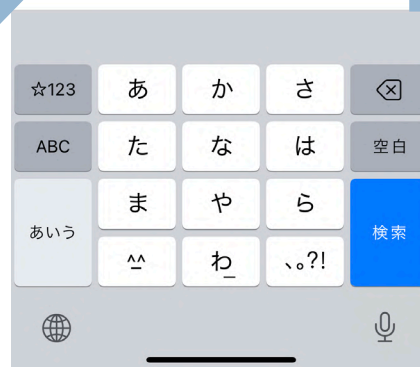 ☆123 あ か さ
ABC た な は 空白
あいう ま や ら 検索
^^ わ 、。?!